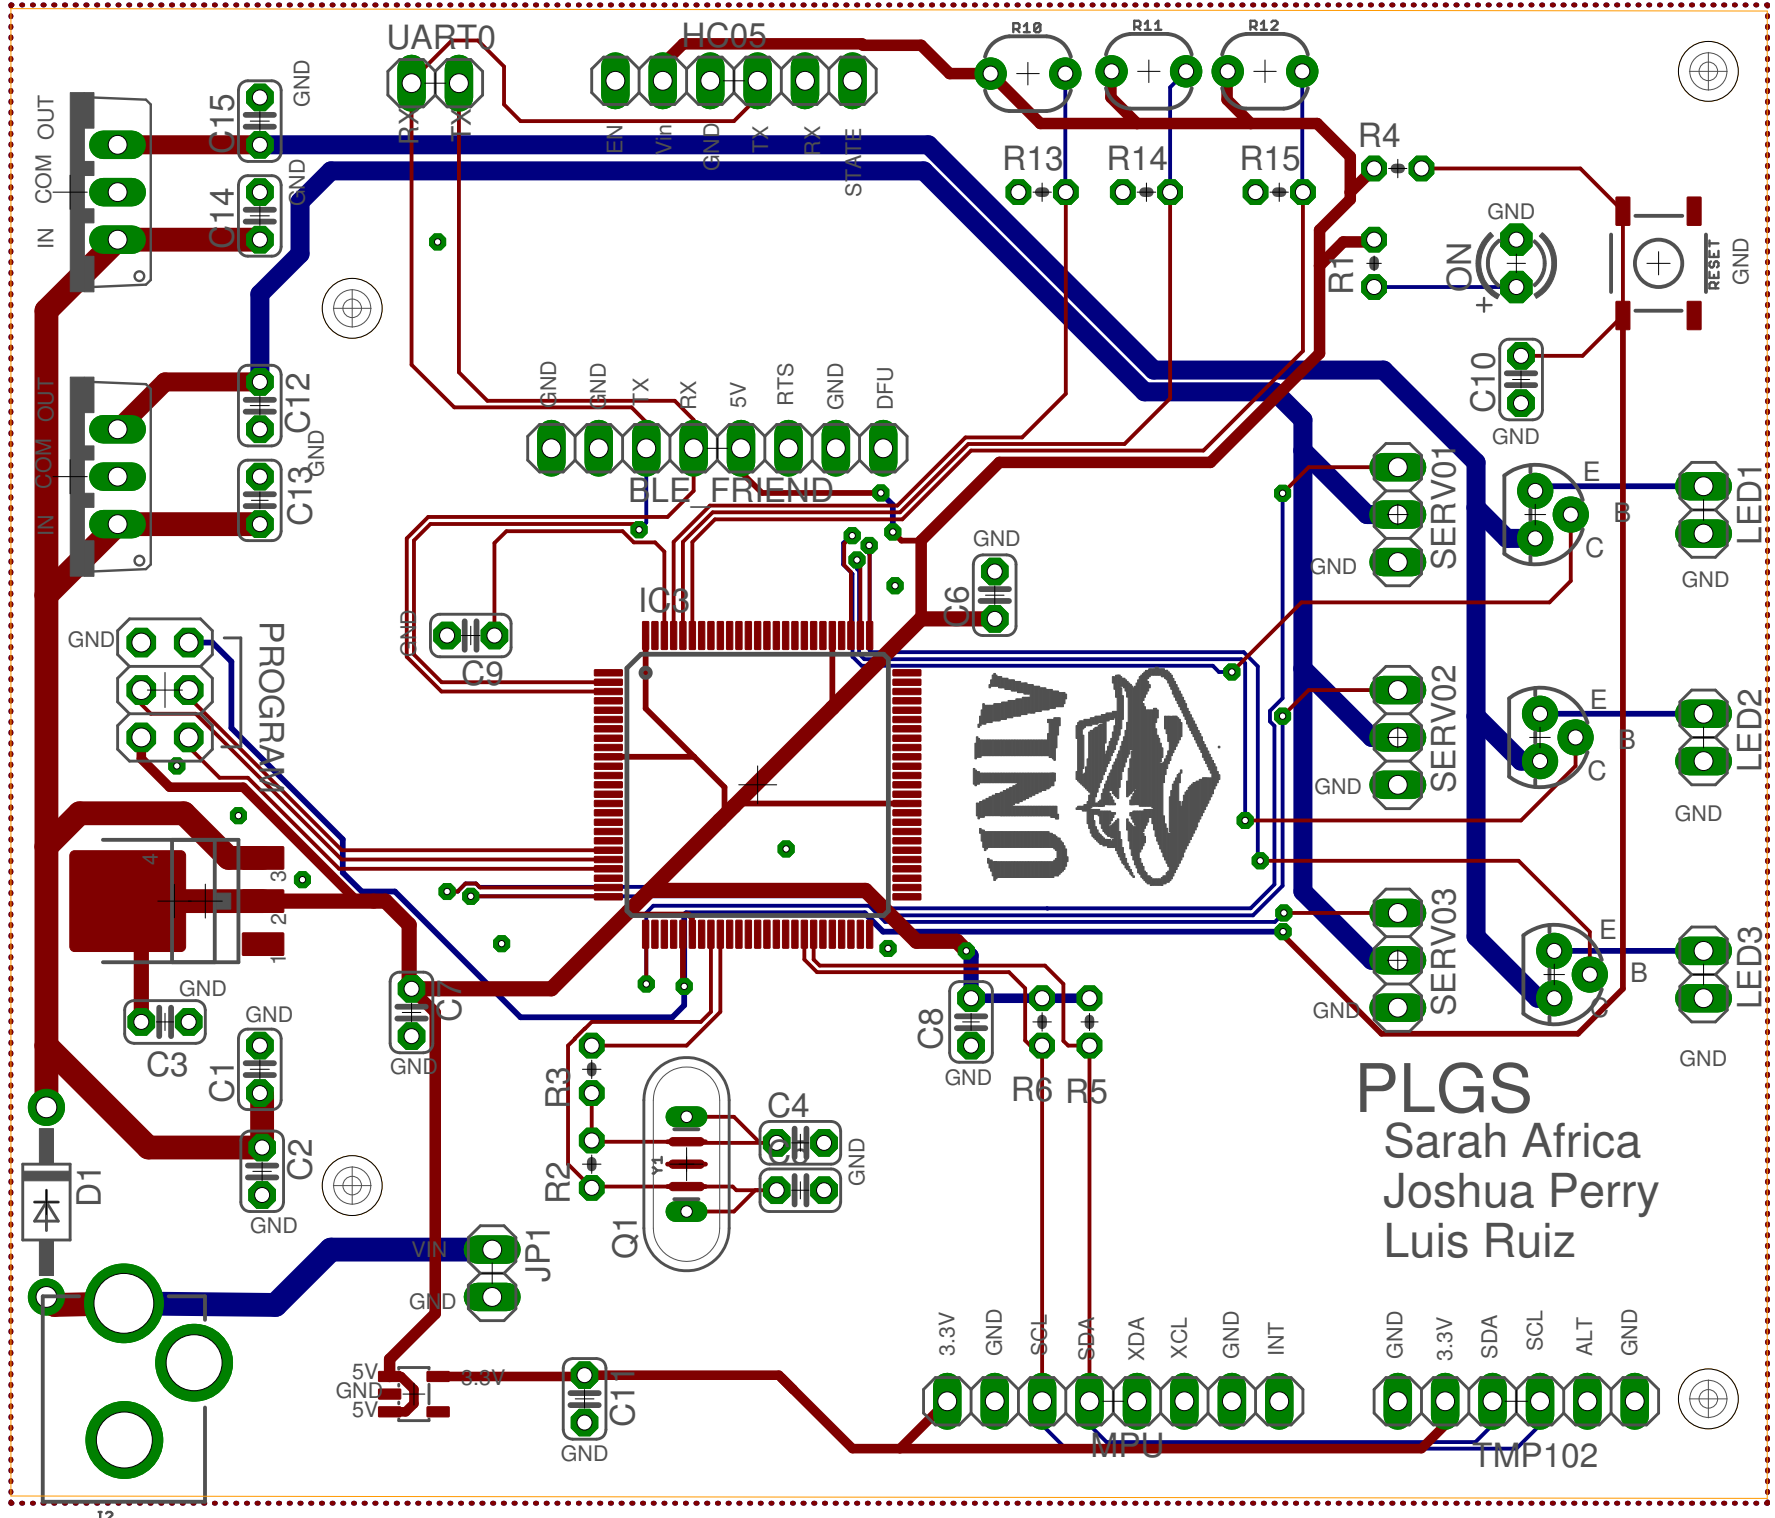 UART0
HC05
R10
R11
R12
GND
C15
COM OUT
IN
RX
TX
EN
Vin
GND
TX
RX
STATE
R13
R14
R15
R4
GND
C14
GND
ON
R1
+
RESET
GND
C10
GND
GND
GND
TX
RX
5V
RTS
GND
DFU
BLE_FRIEND
COM OUT
IN
C12
GND
C13
SERV01
GND
E
B
C
LED1
GND
GND
C6
IC3
GND
C9
GND
PROGRAM
UNLV
SERV02
GND
E
B
C
LED2
GND
4
3
2
1
GND
C3
GND
C1
C2
GND
C7
GND
C8
GND
R6
R5
SERV03
GND
E
B
C
LED3
GND
R3
R2
Y1
Q1
C4
GND
D1
VIN
JP1
GND
PLGS
Sarah Africa
Joshua Perry
Luis Ruiz
5V
GND
5V
3.3V
C11
GND
3.3V
GND
SCL
SDA
XDA
XCL
GND
INT
MPU
GND
3.3V
SDA
SCL
ALT
GND
TMP102